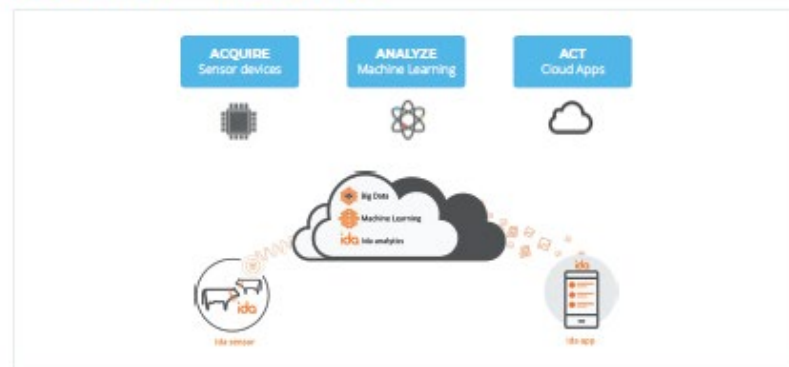 ACQUIRE
Sensor devices
ANALYZE
Machine Learning
ACT
Cloud Apps
Big Data
Machine Learning
ida Ida analytics
ida
ida
Ida sensor
Ida app